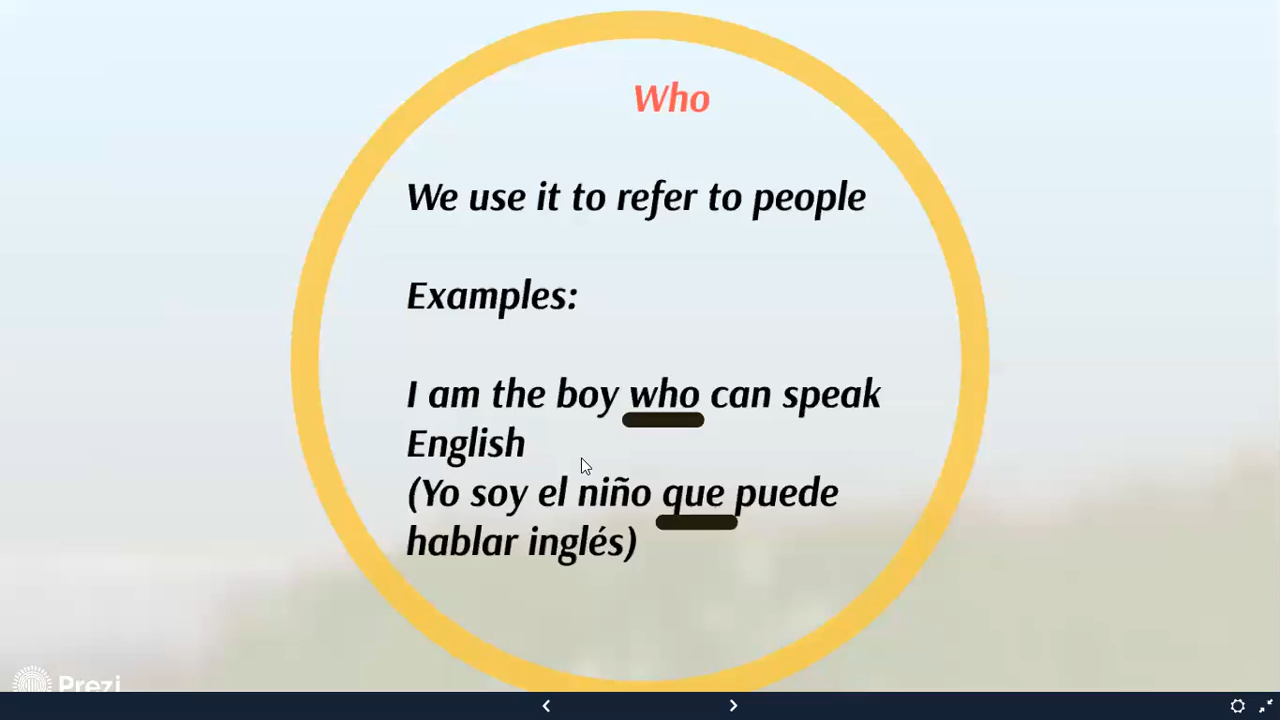 Who
We use it to refer to people
Examples:
I am the boy who can speak
English
(Yo soy el niño que puede
hablar inglés)
Prezi